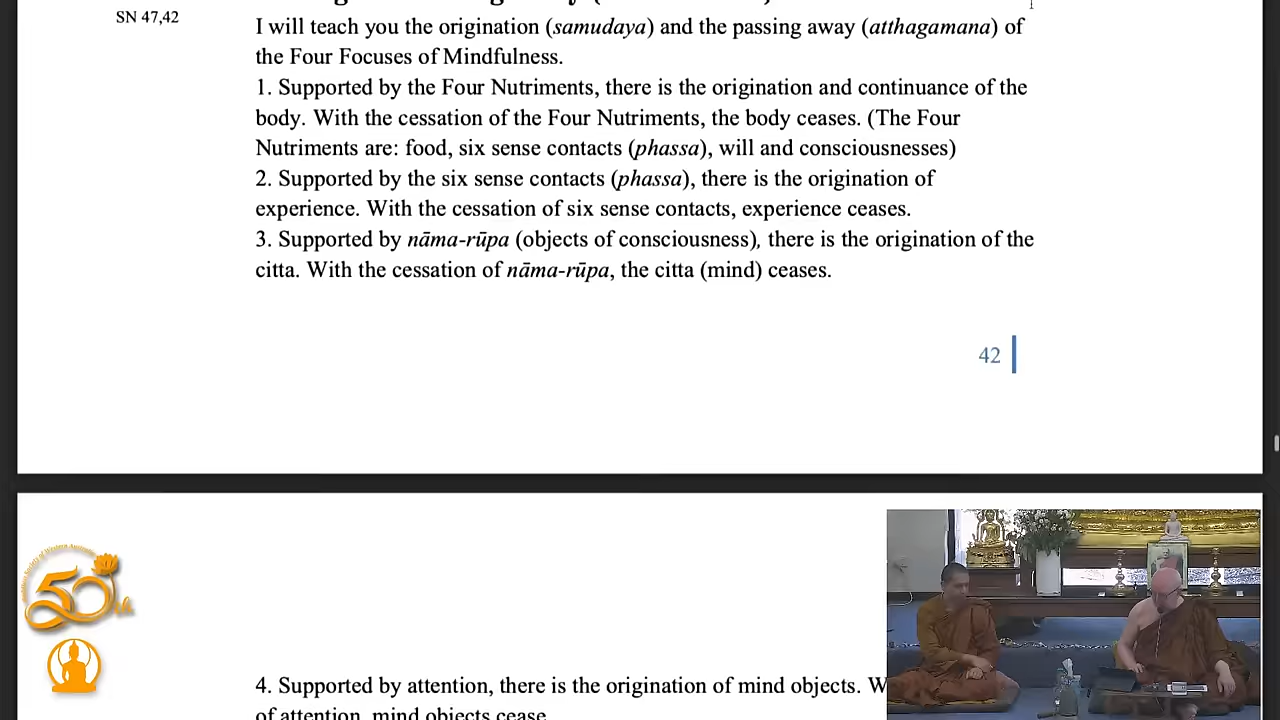 SN 47,42
I will teach you the origination (samudaya) and the passing away (atthagamana) of
the Four Focuses of Mindfulness.
1. Supported by the Four Nutriments, there is the origination and continuance of the
body. With the cessation of the Four Nutriments, the body ceases. (The Four
Nutriments are: food, six sense contacts (phassa), will and consciousnesses)
2. Supported by the six sense contacts (phassa), there is the origination of
experience. With the cessation of six sense contacts, experience ceases.
3. Supported by nāma-rūpa (objects of consciousness), there is the origination of the
citta. With the cessation of nāma-rūpa, the citta (mind) ceases.
42
50th
4. Supported by attention, there is the origination of mind objects. W
of attention, mind objects cease